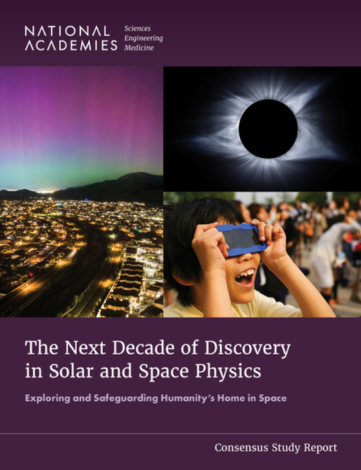 NATIONAL
ACADEMIES
Sciences
Engineering
Medicine
The Next Decade of Discovery
in Solar and Space Physics
Exploring and Safeguarding Humanity's Home in Space
Consensus Study Report